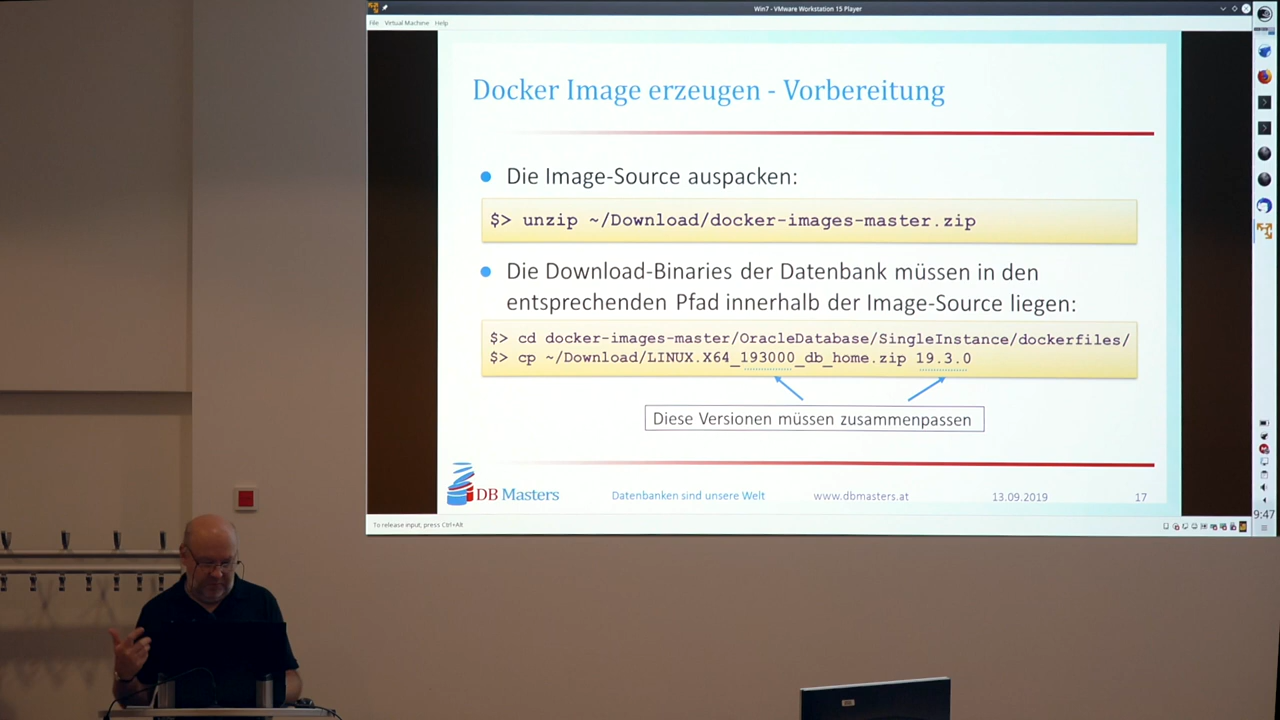 Win7 - VMware Workstation 15 Player
File Virtual Machine Help
Docker Image erzeugen - Vorbereitung
Die Image-Source auspacken:
$> unzip ~/Download/docker-images-master.zip
Die Download-Binaries der Datenbank müssen in den
entsprechenden Pfad innerhalb der Image-Source liegen:
$> cd docker-images-master/OracleDatabase/SingleInstance/dockerfiles/
$> cp ~/Download/LINUX.X64_193000_db_home.zip 19.3.0
Diese Versionen müssen zusammenpassen
DB Masters Datenbanken sind unsere Welt www.dbmasters.at 13.09.2019 17
9:47
To release input, press Ctrl+Alt